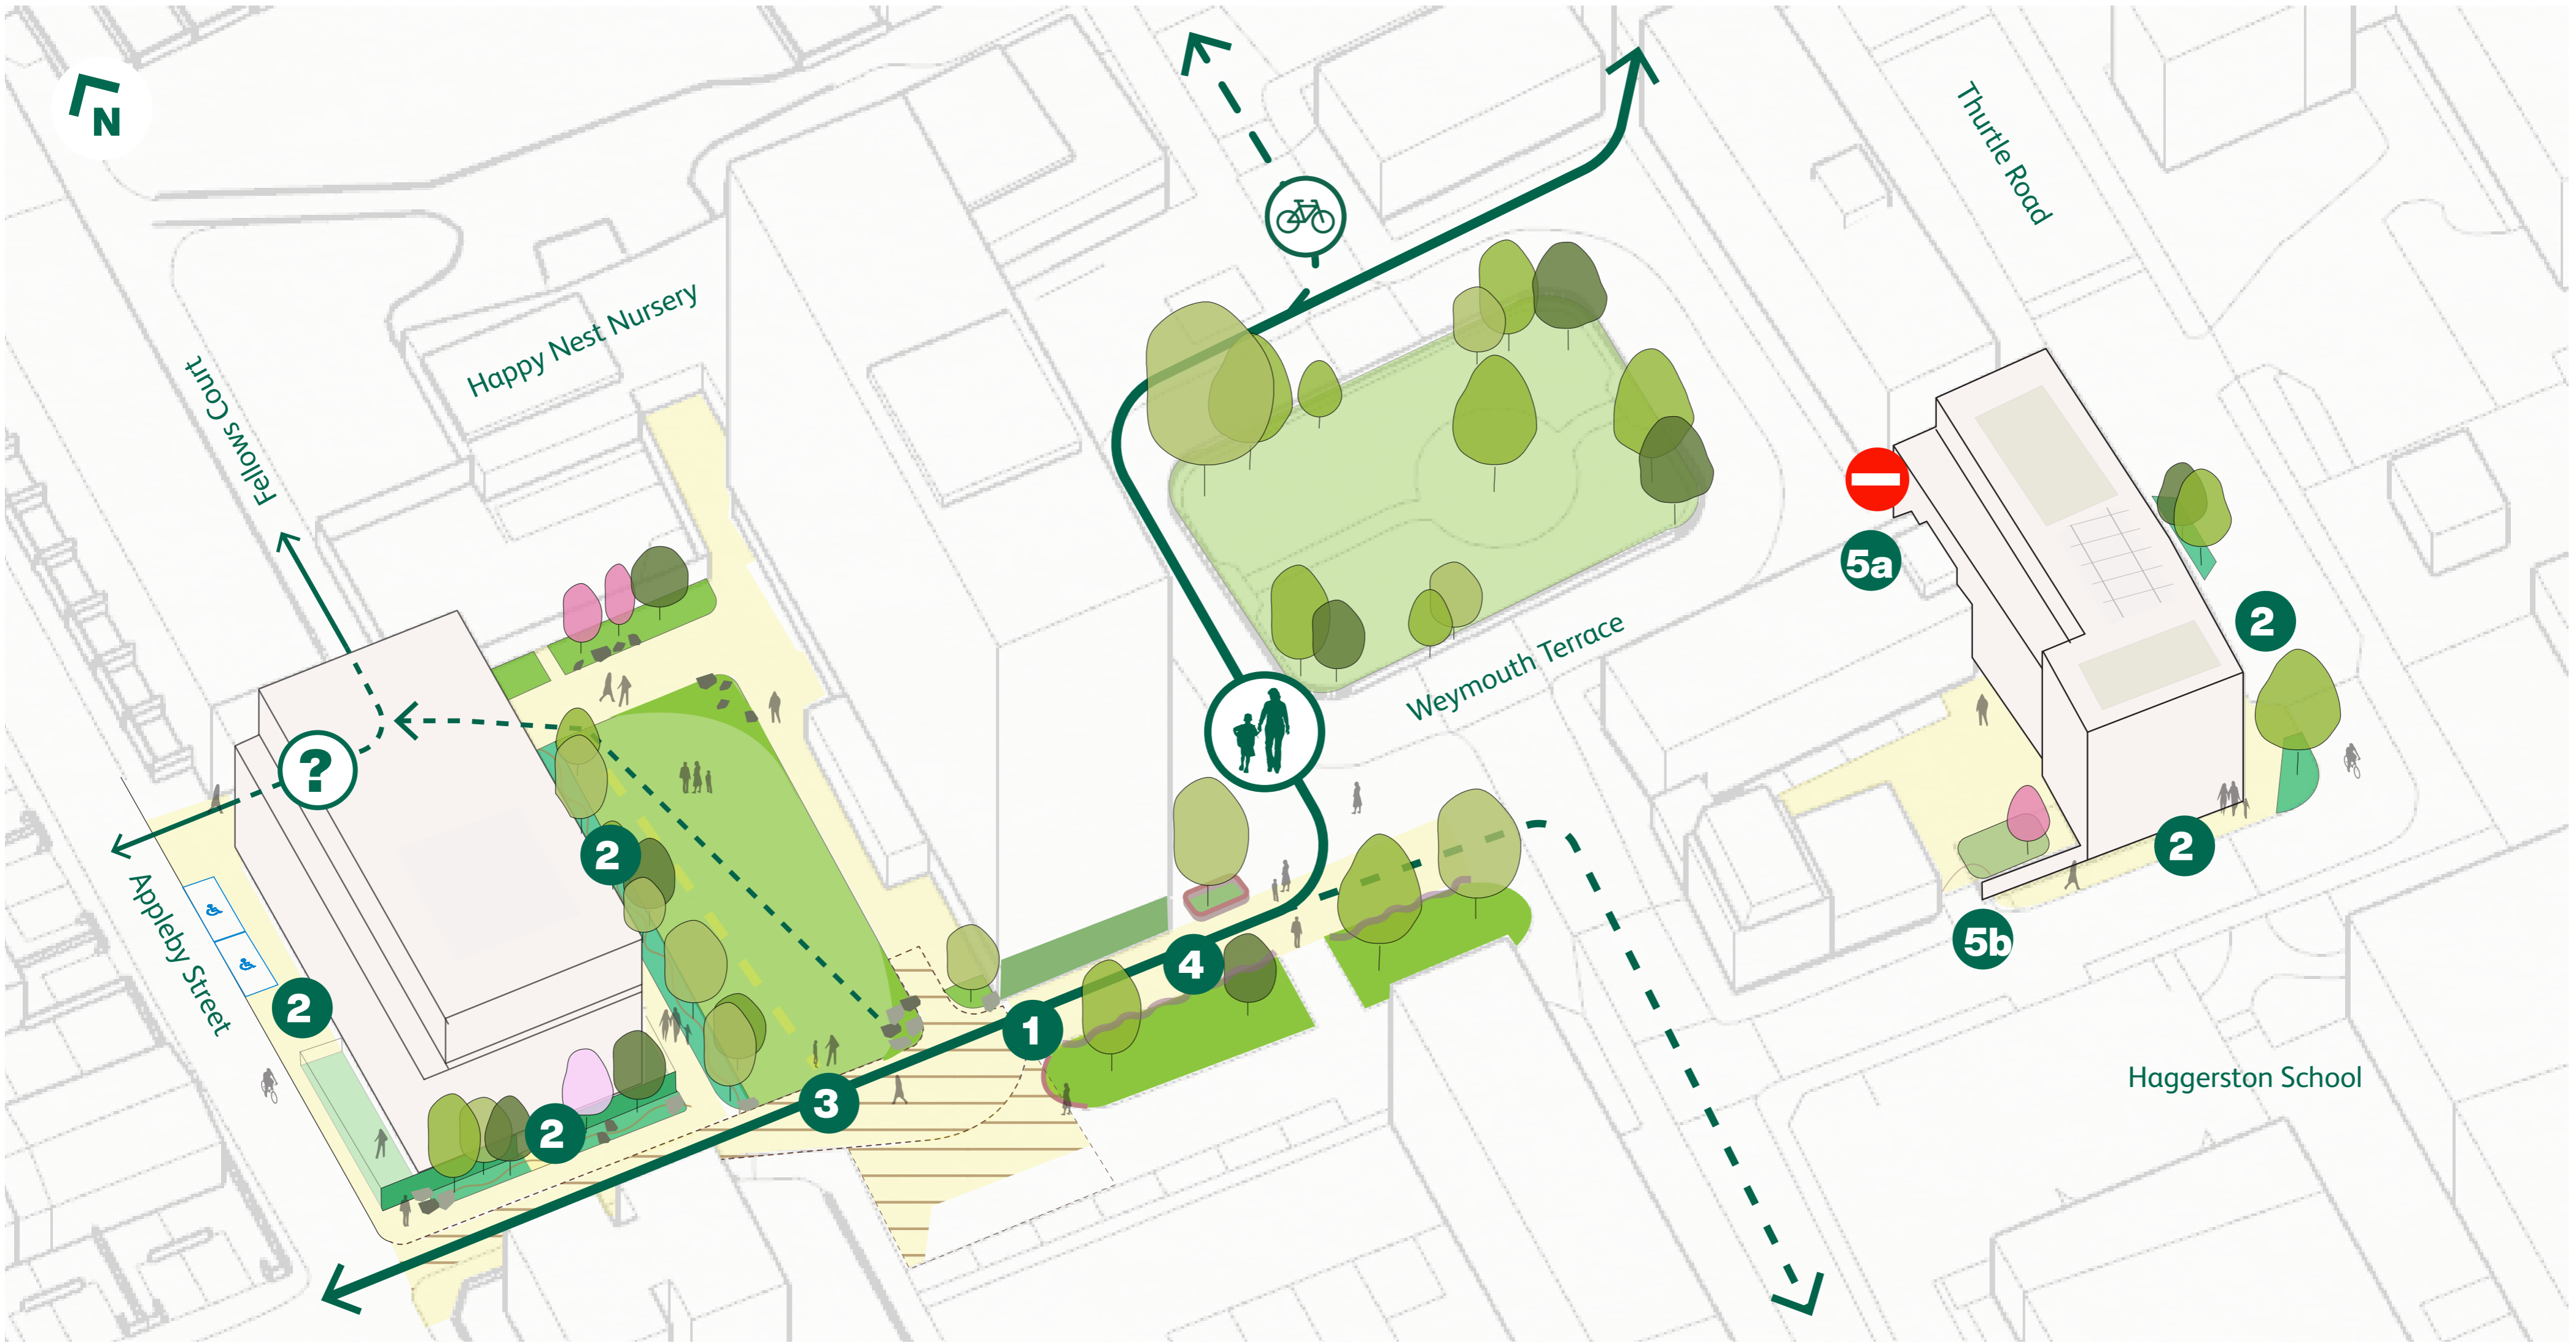 N
Thurtle Road
Happy Nest Nursery
Fellows Court
5a
2
Weymouth Terrace
?
2
2
Appleby Street
5b
4
2
1
3
2
Haggerston School